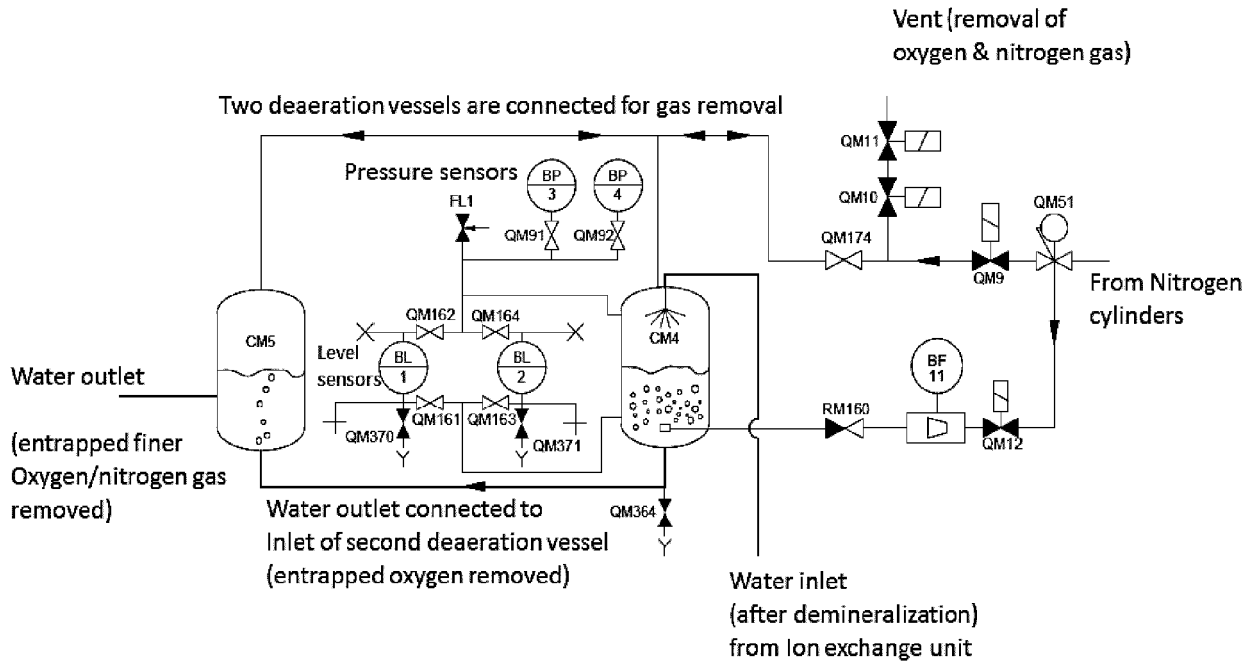 Vent (removal of
oxygen & nitrogen gas)
Two deaeration vessels are connected for gas removal
QM11
Pressure sensors
BP
3
BP
4
FL1
QM10
QM51
QM91
QM92
QM174
QM9
From Nitrogen
cylinders
QM162
QM164
CM5
CM4
Level
sensors
BL
1
BL
2
BF
11
Water outlet
QM161
QM163
RM160
QM12
QM370
QM371
(entrapped finer
Oxygen/nitrogen gas
removed)
Water outlet connected to
Inlet of second deaeration vessel
(entrapped oxygen removed)
QM364
Water inlet
(after demineralization)
from Ion exchange unit